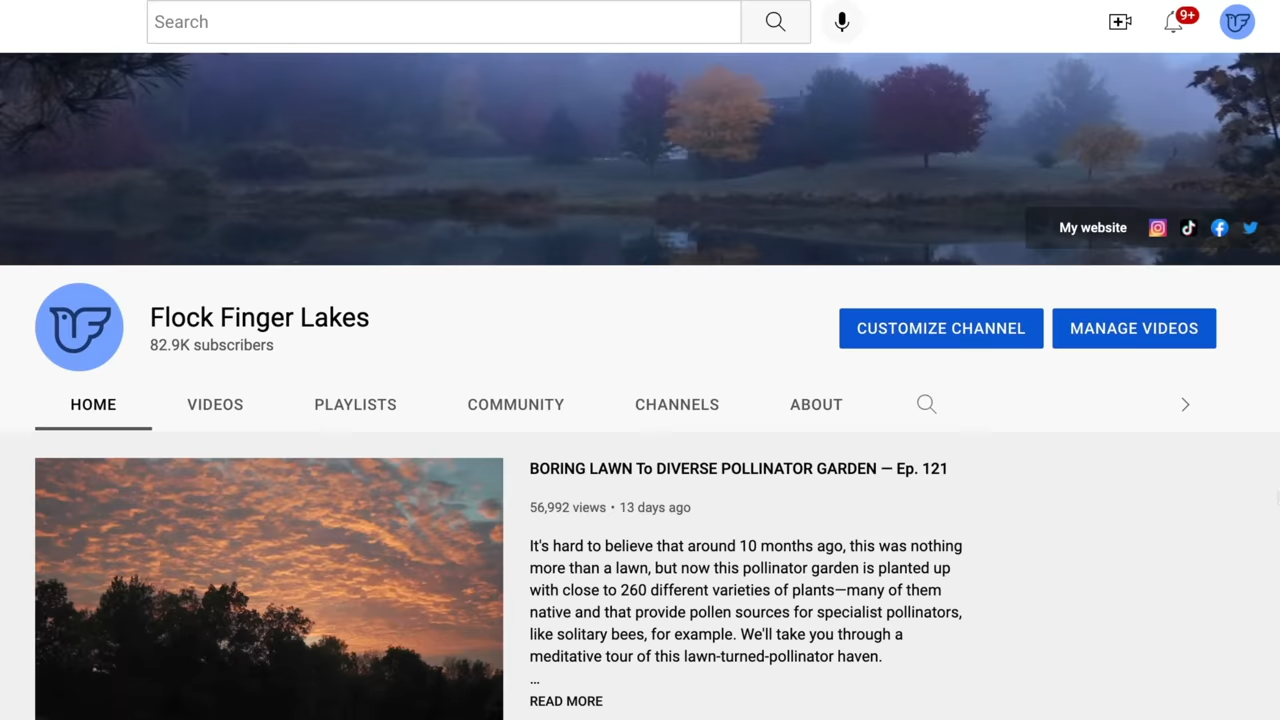 Search
9+
My website
Flock Finger Lakes
82.9K subscribers
CUSTOMIZE CHANNEL
MANAGE VIDEOS
HOME
VIDEOS
PLAYLISTS
COMMUNITY
CHANNELS
ABOUT
BORING LAWN To DIVERSE POLLINATOR GARDEN — Ep. 121
56,992 views • 13 days ago
It's hard to believe that around 10 months ago, this was nothing
more than a lawn, but now this pollinator garden is planted up
with close to 260 different varieties of plants—many of them
native and that provide pollen sources for specialist pollinators,
like solitary bees, for example. We'll take you through a
meditative tour of this lawn-turned-pollinator haven.
...
READ MORE